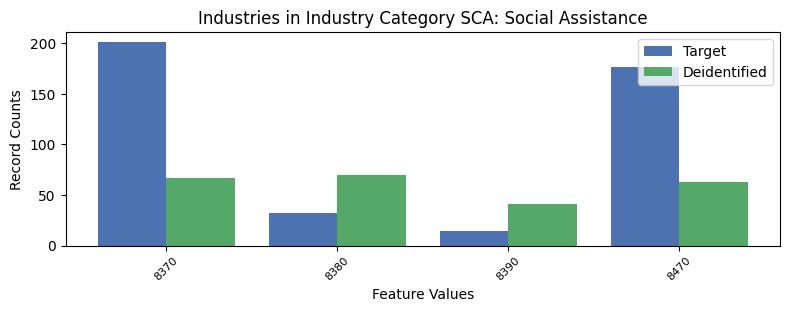 Industries in Industry Category SCA: Social Assistance
Target
Deidentified
Record Counts
200
150
100
50
0
8370
8380
8390
8470
Feature Values